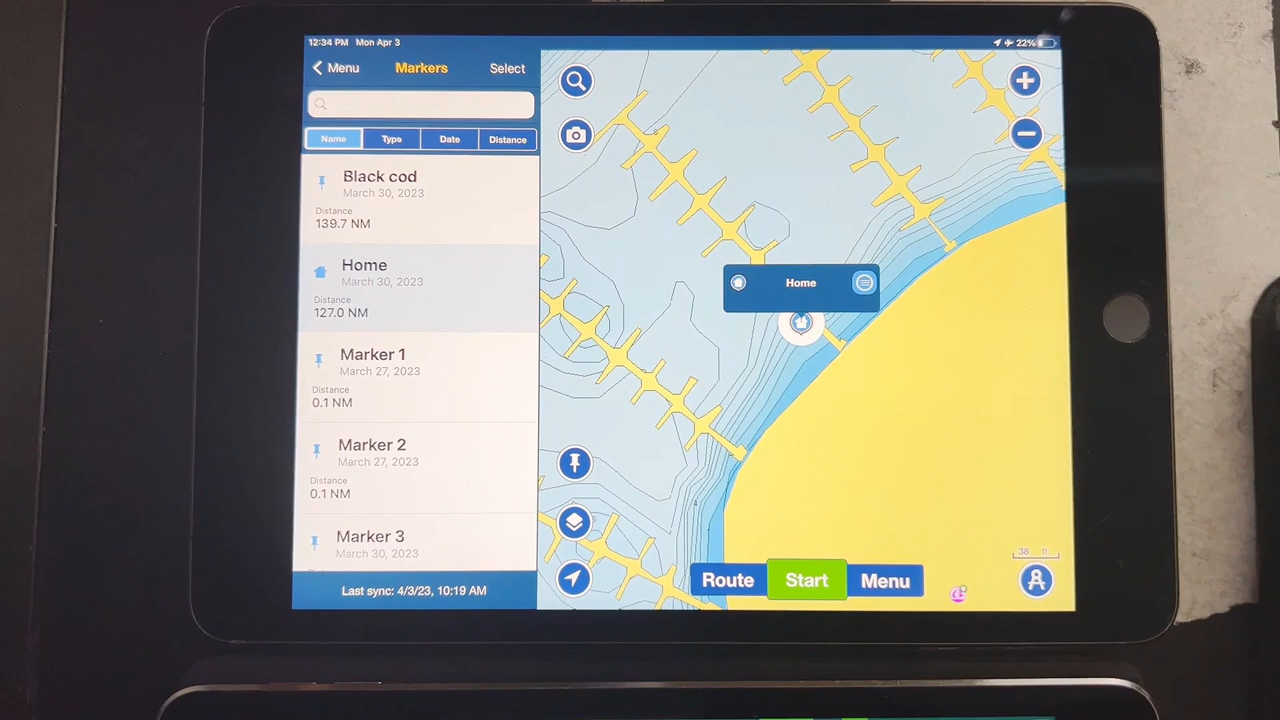 12:34 PM Mon Apr 3
22%
Menu
Markers
Select
Name
Type
Date
Distance
Black cod
March 30, 2023
Distance
139.7 NM
Home
March 30, 2023
Distance
127.0 NM
Marker 1
March 27, 2023
Distance
0.1 NM
Marker 2
March 27, 2023
Distance
0.1 NM
Marker 3
March 30, 2023
Last sync: 4/3/23, 10:19 AM
Home
4
38 ft
Route
Start
Menu